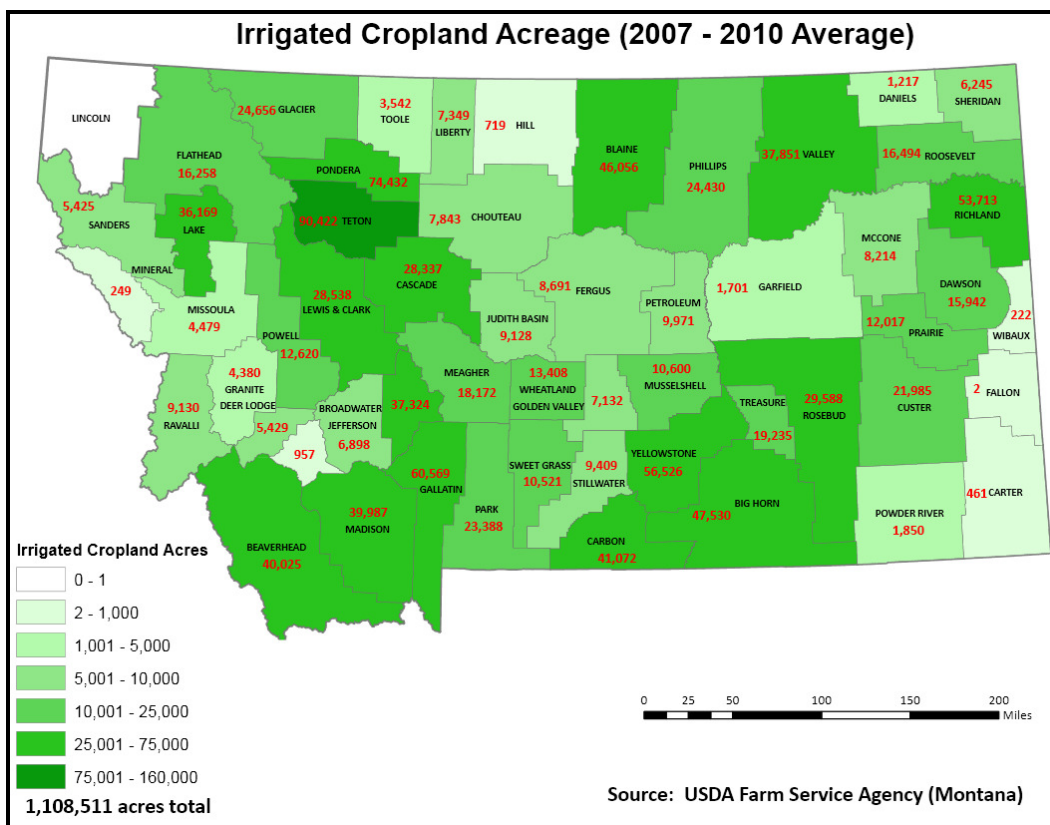 Irrigated Cropland Acreage (2007 - 2010 Average)
LINCOLN
24,656 GLACIER
3,542
TOOLE
7,349
LIBERTY
719 HILL
BLAINE
46,056
PHILLIPS
24,430
37,851 VALLEY
1,217
DANIELS
6,245
SHERIDAN
16,494 ROOSEVELT
FLATHEAD
16,258
PONDERA
74,432
90,422 TETON
7,843 CHOUTEAU
53,713
RICHLAND
5,425
SANDERS
36,169
LAKE
MCCONE
8,214
MINERAL
249
28,337
CASCADE
8,691 FERGUS
PETROLEUM
9,971
1,701 GARFIELD
DAWSON
15,942
28,538
LEWIS & CLARK
JUDITH BASIN
9,128
222
WIBAUX
MISSOULA
4,479
POWELL
12,620
12,017
PRAIRIE
4,380
GRANITE
DEER LODGE
5,429
MEAGHER
18,172
13,408
WHEATLAND
GOLDEN VALLEY
7,132
10,600
MUSSELSHELL
TREASURE
19,235
29,588
ROSEBUD
21,985
CUSTER
2 FALLON
9,130
RAVALLI
BROADWATER
37,324
JEFFERSON
6,898
957
60,569
GALLATIN
SWEET GRASS
10,521
9,409
STILLWATER
YELLOWSTONE
56,526
BIG HORN
47,530
461 CARTER
39,987
MADISON
PARK
23,388
POWDER RIVER
1,850
BEAVERHEAD
40,025
CARBON
41,072
Irrigated Cropland Acres
0 - 1
2 - 1,000
1,001 - 5,000
5,001 - 10,000
10,001 - 25,000
25,001 - 75,000
75,001 - 160,000
1,108,511 acres total
0 25 50 100 150 200
Miles
Source: USDA Farm Service Agency (Montana)